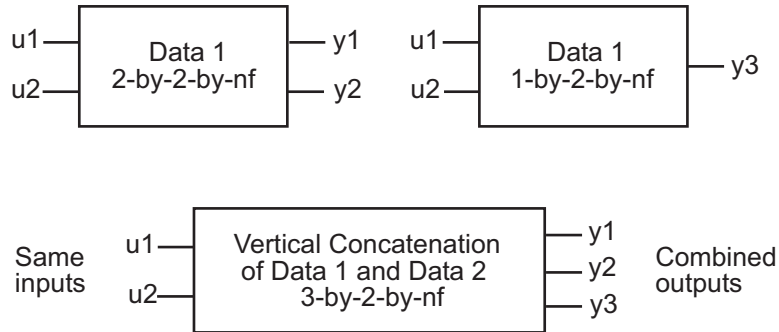 u1
u2
Data 1
2-by-2-by-nf
y1
y2
u1
u2
Data 1
1-by-2-by-nf
y3
Same
inputs
u1
u2
Vertical Concatenation
of Data 1 and Data 2
3-by-2-by-nf
y1
y2
y3
Combined
outputs